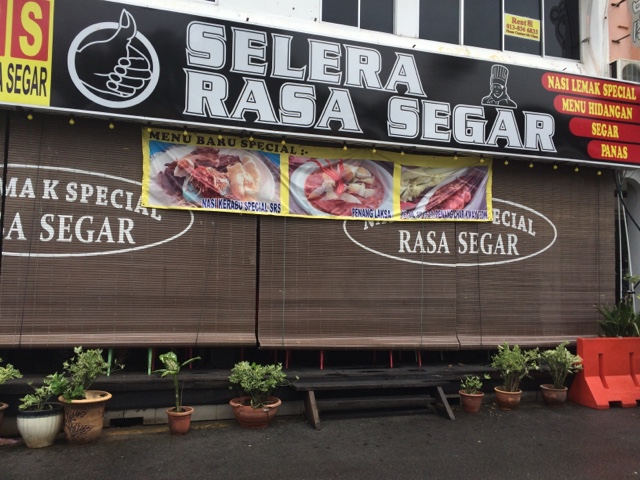 SELERA
RASA SEGAR
NASI LEMAK SPECIAL
MENU HIDANGAN
SEGAR
PANAS
Rent
SEGAR
MENU BARU SPECIAL :-
NASI KERABU SPECIAL SRS
PENANG LAKSA
MAK SPECIAL
A SEGAR
SPECIAL
RASA SEGAR